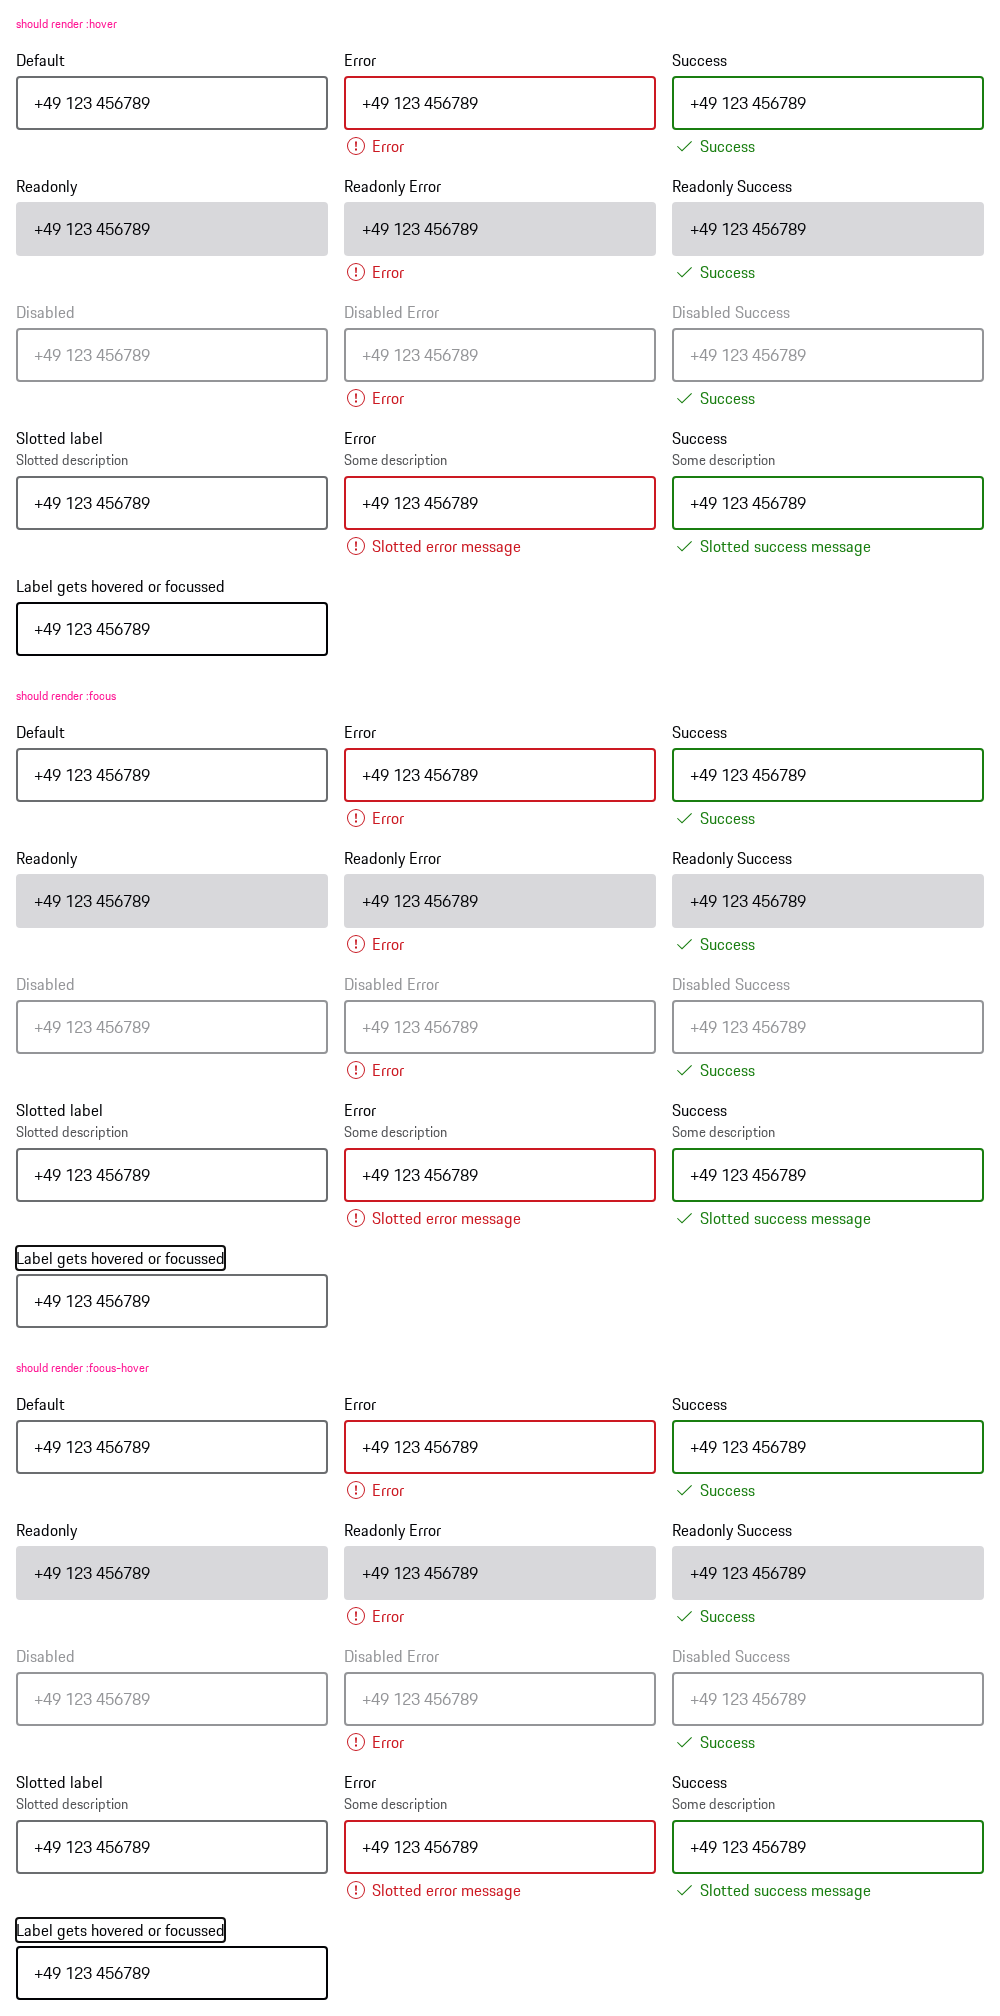 should render :hover
Default Error Success
+49 123 456789 +49 123 456789 +49 123 456789
Error Success
Readonly Readonly Error Readonly Success
+49 123 456789 +49 123 456789 +49 123 456789
Error Success
Disabled Disabled Error Disabled Success
+49 123 456789 +49 123 456789 +49 123 456789
Error Success
Slotted label Error Success
Slotted description Some description Some description
+49 123 456789 +49 123 456789 +49 123 456789
Slotted error message Slotted success message
Label gets hovered or focussed
+49 123 456789
should render :focus
Default Error Success
+49 123 456789 +49 123 456789 +49 123 456789
Error Success
Readonly Readonly Error Readonly Success
+49 123 456789 +49 123 456789 +49 123 456789
Error Success
Disabled Disabled Error Disabled Success
+49 123 456789 +49 123 456789 +49 123 456789
Error Success
Slotted label Error Success
Slotted description Some description Some description
+49 123 456789 +49 123 456789 +49 123 456789
Slotted error message Slotted success message
Label gets hovered or focussed
+49 123 456789
should render :focus-hover
Default Error Success
+49 123 456789 +49 123 456789 +49 123 456789
Error Success
Readonly Readonly Error Readonly Success
+49 123 456789 +49 123 456789 +49 123 456789
Error Success
Disabled Disabled Error Disabled Success
+49 123 456789 +49 123 456789 +49 123 456789
Error Success
Slotted label Error Success
Slotted description Some description Some description
+49 123 456789 +49 123 456789 +49 123 456789
Slotted error message Slotted success message
Label gets hovered or focussed
+49 123 456789